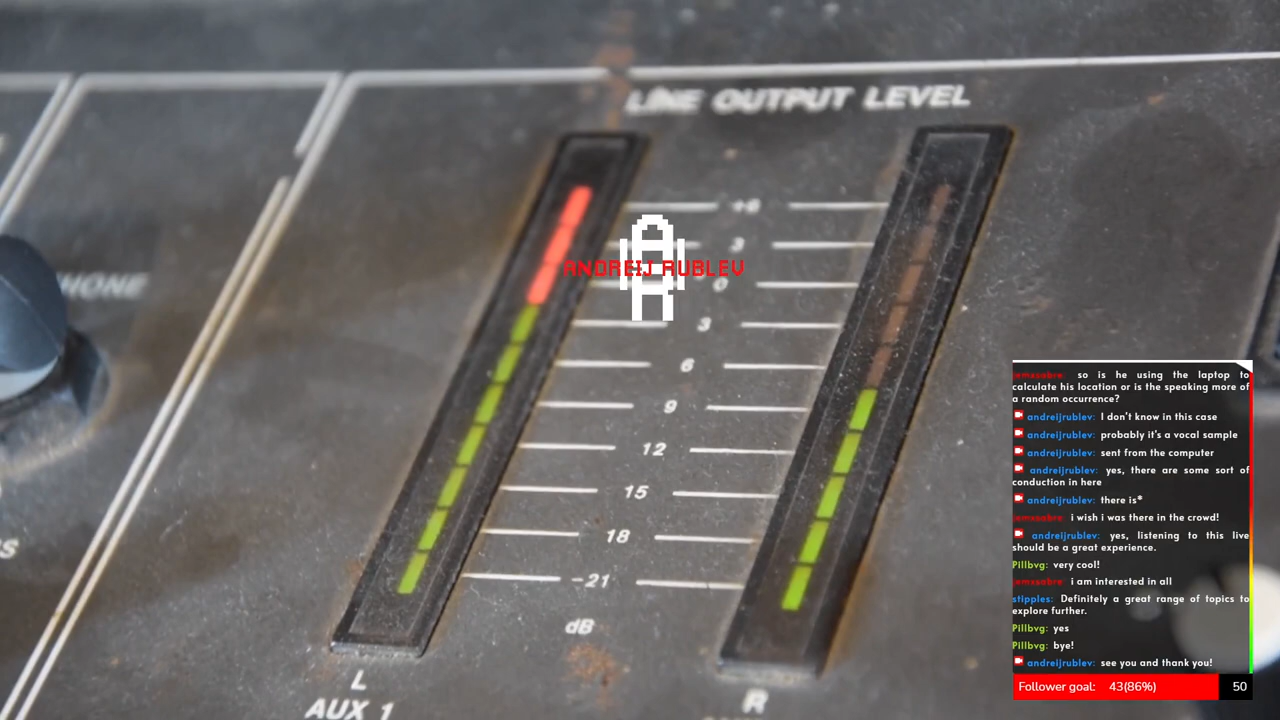 LINE OUTPUT LEVEL
+6
3
0
3
6
9
12
15
18
-21
dB
L
R
AUX 1
ANDREIJ RUBLEV
so is he using the laptop to
calculate his location or is the speaking more of
a random occurrence?
andreijrublev: I don't know in this case
andreijrublev: probably it's a vocal sample
andreijrublev: sent from the computer
andreijrublev: yes, there are some sort of
conduction in here
andreijrublev: there is*
i wish i was there in the crowd!
andreijrublev: yes, listening to this live
should be a great experience.
Pillbvg: very cool!
i am interested in all
stipples: Definitely a great range of topics to
explore further.
Pillbvg: yes
Pillbvg: bye!
andreijrublev: see you and thank you!
Follower goal: 43(86%) 50